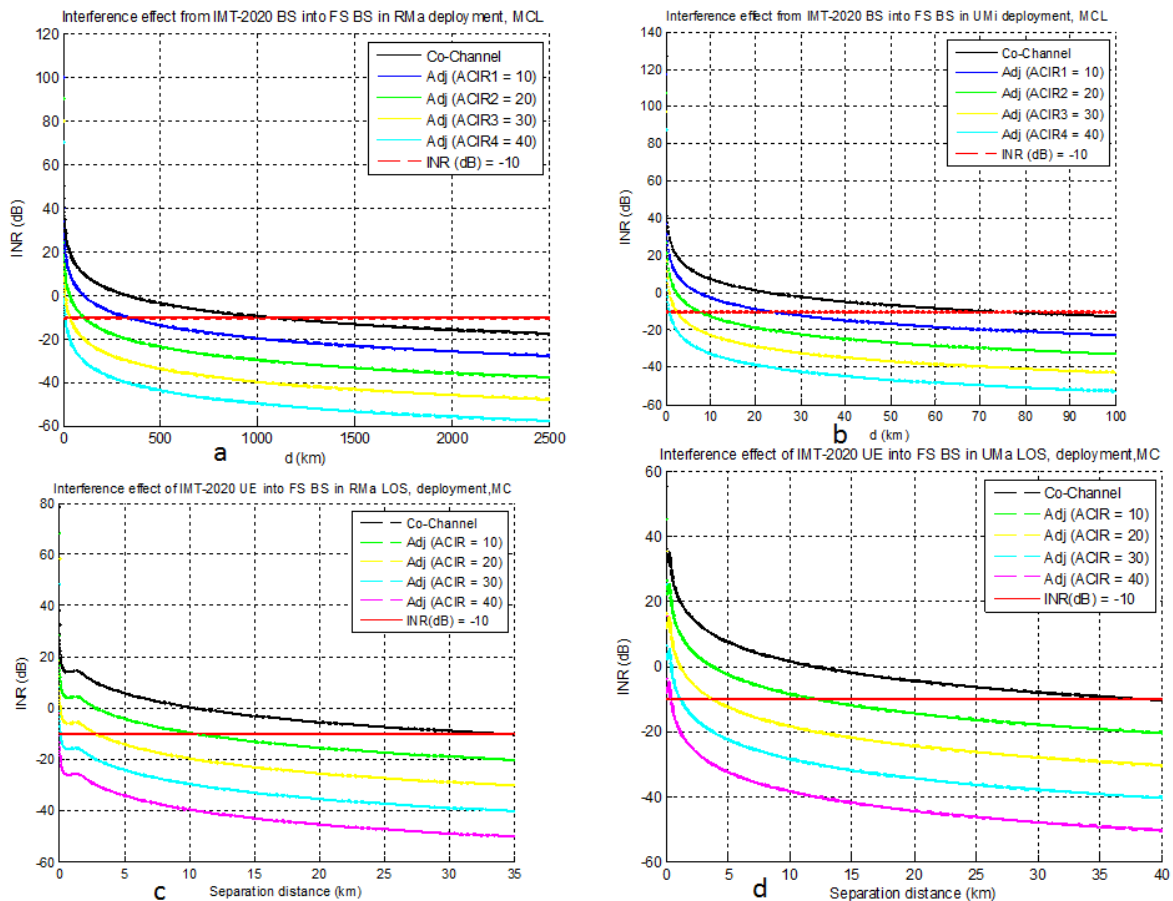 Interference effect from IMT-2020 BS into FS BS in RMa deployment, MCL
120
100
80
60
40
20
0
-20
-40
-60
INR (dB)
Co-Channel
Adj (ACIR1 = 10)
Adj (ACIR2 = 20)
Adj (ACIR3 = 30)
Adj (ACIR4 = 40)
INR (dB) = -10
0 500 1000 1500 2000 2500
a
d (km)
Interference effect from IMT-2020 BS into FS BS in UMi deployment, MCL
140
120
100
80
60
40
20
0
-20
-40
-60
INR (dB)
Co-Channel
Adj (ACIR1 = 10)
Adj (ACIR2 = 20)
Adj (ACIR3 = 30)
Adj (ACIR4 = 40)
INR (dB) = -10
0 10 20 30 40 50 60 70 80 90 100
b
d (km)
Interference effect of IMT-2020 UE into FS BS in RMa LOS, deployment,MC
80
60
40
20
0
-20
-40
-60
INR (dB)
Co-Channel
Adj (ACIR = 10)
Adj (ACIR = 20)
Adj (ACIR = 30)
Adj (ACIR = 40)
INR(dB) = -10
0 5 10 15 20 25 30 35
c
Separation distance (km)
Interference effect of IMT-2020 UE into FS BS in UMa LOS, deployment,MC
60
40
20
0
-20
-40
-60
INR (dB)
Co-Channel
Adj (ACIR = 10)
Adj (ACIR = 20)
Adj (ACIR = 30)
Adj (ACIR = 40)
INR(dB) = -10
0 5 10 15 20 25 30 35 40
d
Separation distance (km)